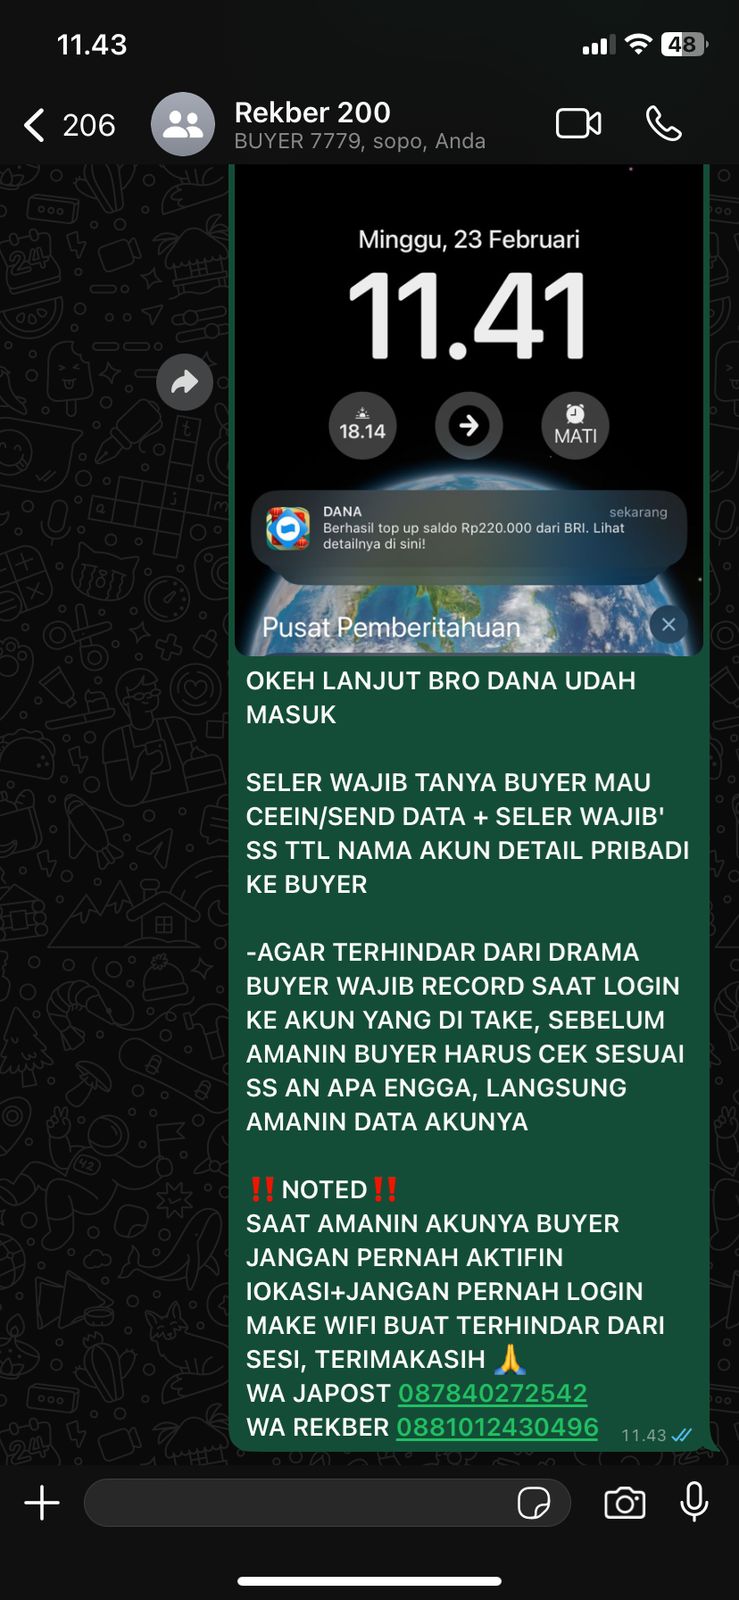 11.43
48
206
Rekber 200
BUYER 7779, sopo, Anda
Minggu, 23 Februari
11.41
18.14
MATI
DANA
sekarang
Berhasil top up saldo Rp220.000 dari BRI. Lihat
detailnya di sini!
Pusat Pemberitahuan
OKEH LANJUT BRO DANA UDAH
MASUK
SELER WAJIB TANYA BUYER MAU
CEEIN/SEND DATA + SELER WAJIB'
SS TTL NAMA AKUN DETAIL PRIBADI
KE BUYER
-AGAR TERHINDAR DARI DRAMA
BUYER WAJIB RECORD SAAT LOGIN
KE AKUN YANG DI TAKE, SEBELUM
AMANIN BUYER HARUS CEK SESUAI
SS AN APA ENGGA, LANGSUNG
AMANIN DATA AKUNYA
‼️NOTED‼️
SAAT AMANIN AKUNYA BUYER
JANGAN PERNAH AKTIFIN
lOKASI+JANGAN PERNAH LOGIN
MAKE WIFI BUAT TERHINDAR DARI
SESI, TERIMAKASIH 🙏
WA JAPOST 087840272542
WA REKBER 0881012430496
11.43